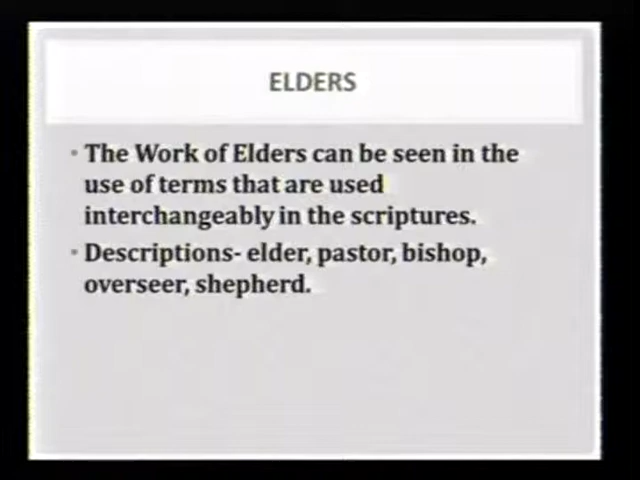 ELDERS
• The Work of Elders can be seen in the
use of terms that are used
interchangeably in the scriptures.
• Descriptions- elder, pastor, bishop,
overseer, shepherd.